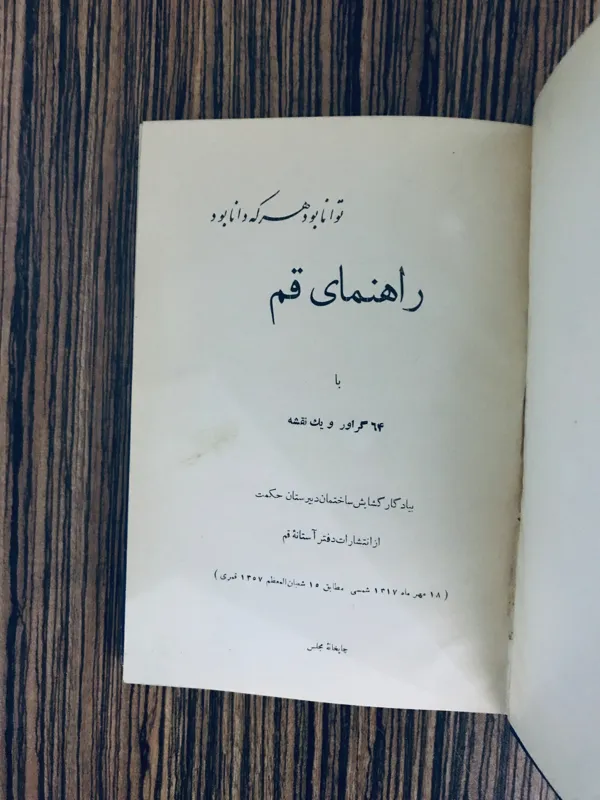 توانا بود هر که دانا بود
راهنمای قم
با
۶۴ گراور و یک نقشه
بیادگار گشایش ساختمان دبیرستان حکمت
از انتشارات دفتر آستانهٔ قم
( ۱۸ مهر ماه ۱۳۱۷ شمسی مطابق ۱۵ شعبان‌المعظم ۱۳۵۷ قمری )
چاپخانهٔ مجلس